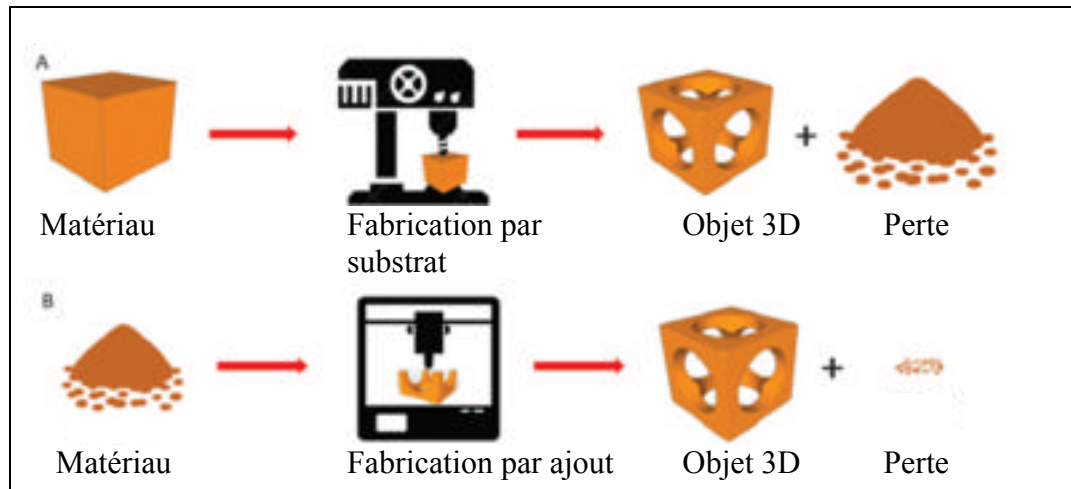 A
Matériau
Fabrication par
substrat
Objet 3D
+
Perte
B
Matériau
Fabrication par ajout
Objet 3D
+
Perte